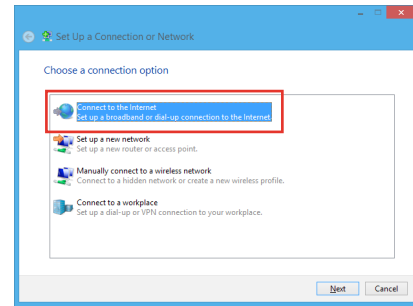 Set Up a Connection or Network
Choose a connection option
Connect to the Internet
Set up a broadband or dial-up connection to the Internet.
Set up a new network
Set up a new router or access point.
Manually connect to a wireless network
Connect to a hidden network or create a new wireless profile.
Connect to a workplace
Set up a dial-up or VPN connection to your workplace.
Next Cancel